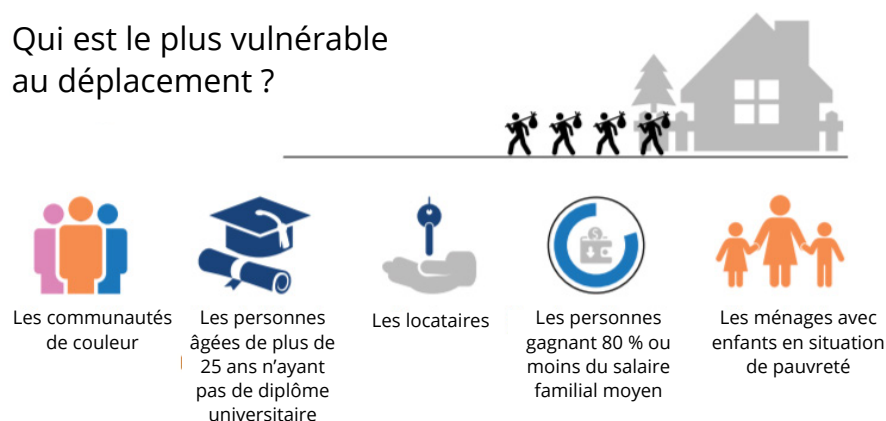 Qui est le plus vulnérable
au déplacement ?
Les communautés
de couleur
Les personnes
âgées de plus de
25 ans n’ayant
pas de diplôme
universitaire
Les locataires
Les personnes
gagnant 80 % ou
moins du salaire
familial moyen
Les ménages avec
enfants en situation
de pauvreté